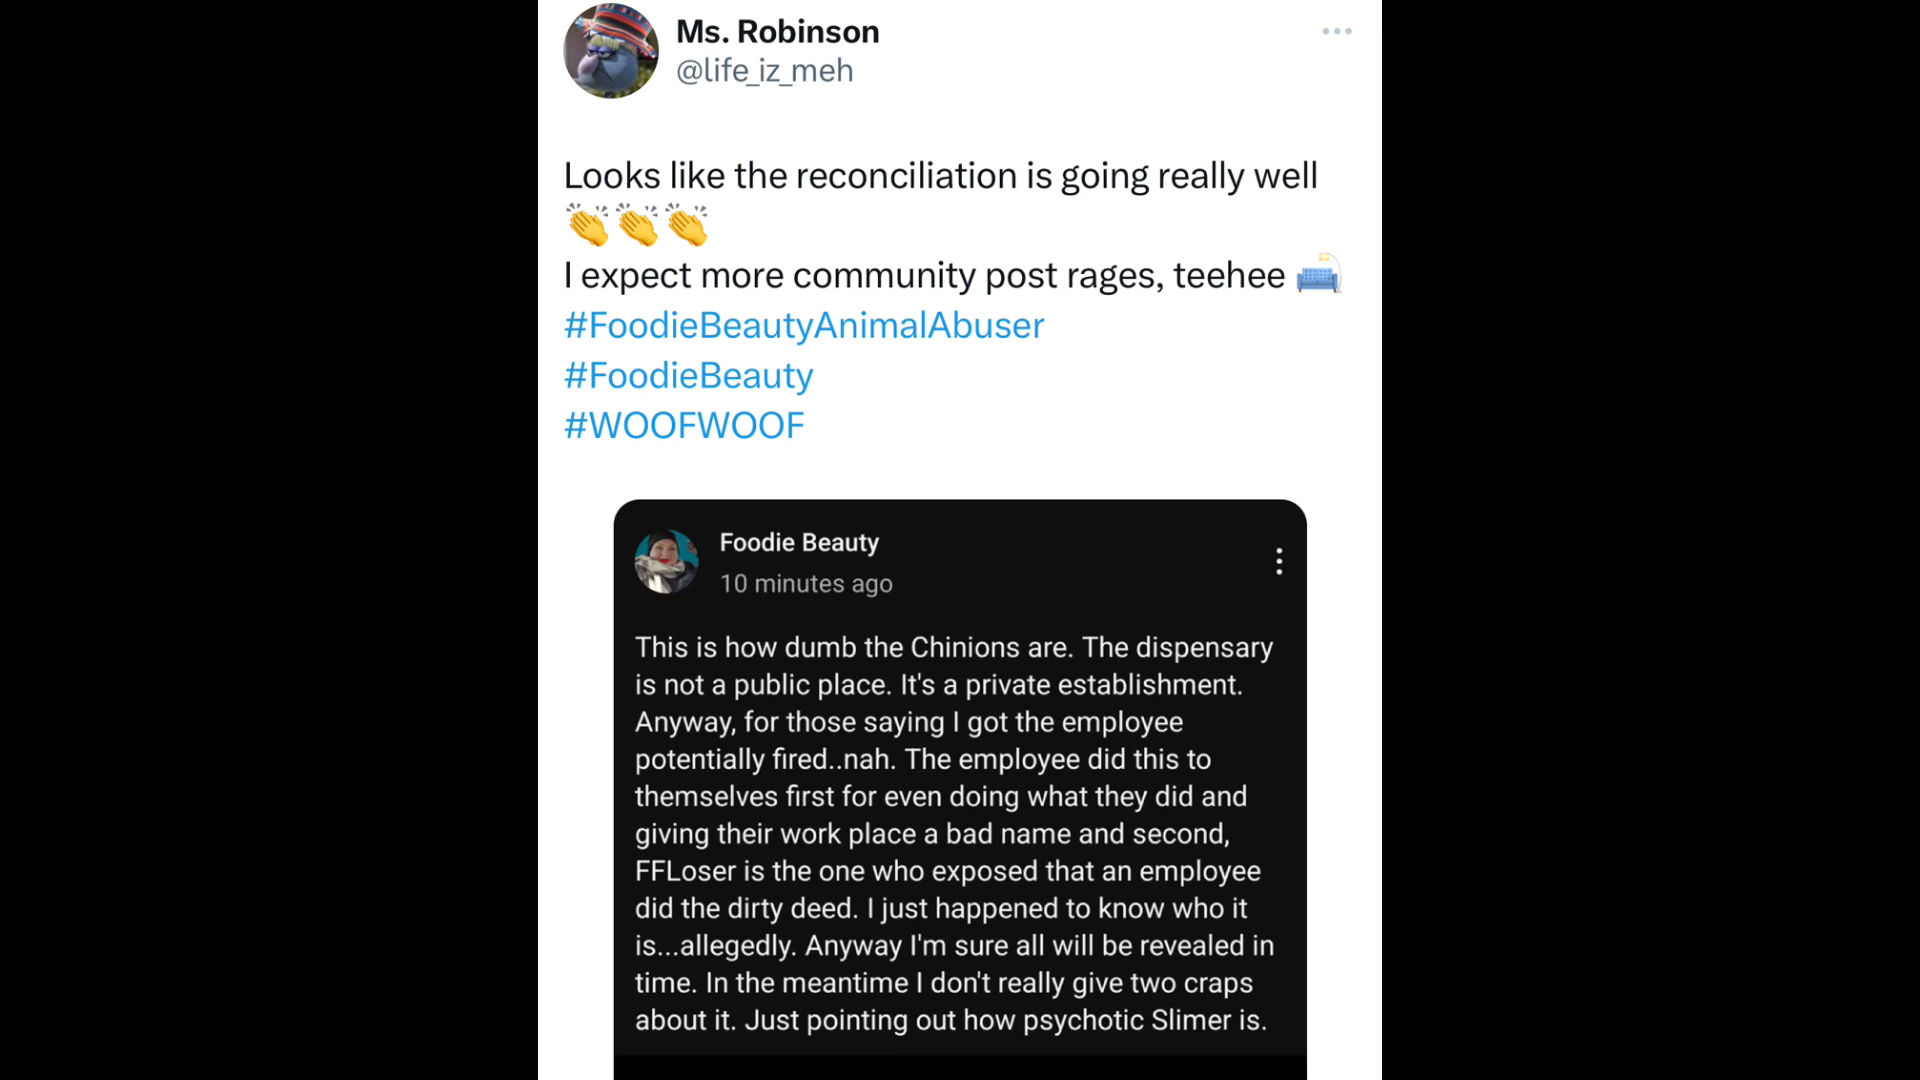 Ms. Robinson
@life_iz_meh
Looks like the reconciliation is going really well
👏👏👏
I expect more community post rages, teehee 🛋️
#FoodieBeautyAnimalAbuser
#FoodieBeauty
#WOOFWOOF
Foodie Beauty
10 minutes ago
This is how dumb the Chinions are. The dispensary
is not a public place. It's a private establishment.
Anyway, for those saying I got the employee
potentially fired..nah. The employee did this to
themselves first for even doing what they did and
giving their work place a bad name and second,
FFLoser is the one who exposed that an employee
did the dirty deed. I just happened to know who it
is...allegedly. Anyway I'm sure all will be revealed in
time. In the meantime I don't really give two craps
about it. Just pointing out how psychotic Slimer is.